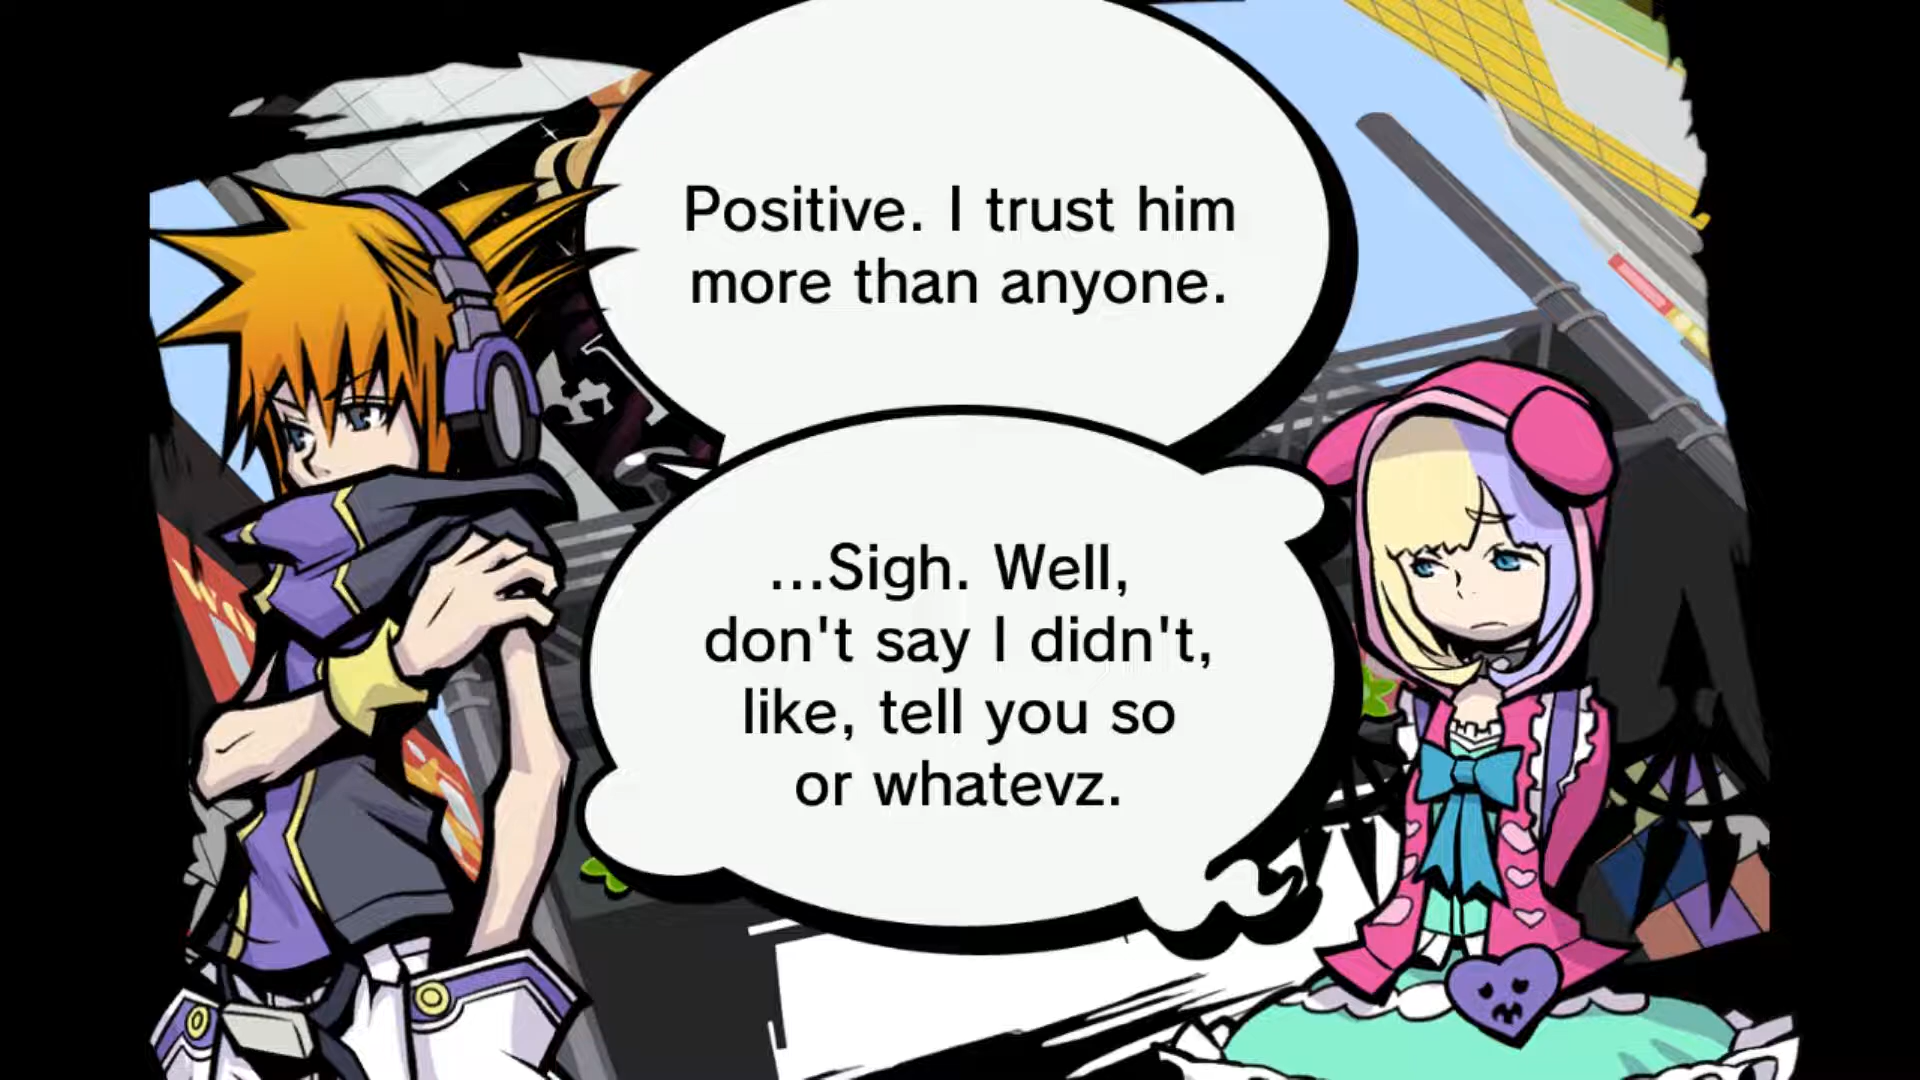 Positive. I trust him
more than anyone.
...Sigh. Well,
don't say I didn't,
like, tell you so
or whatevz.